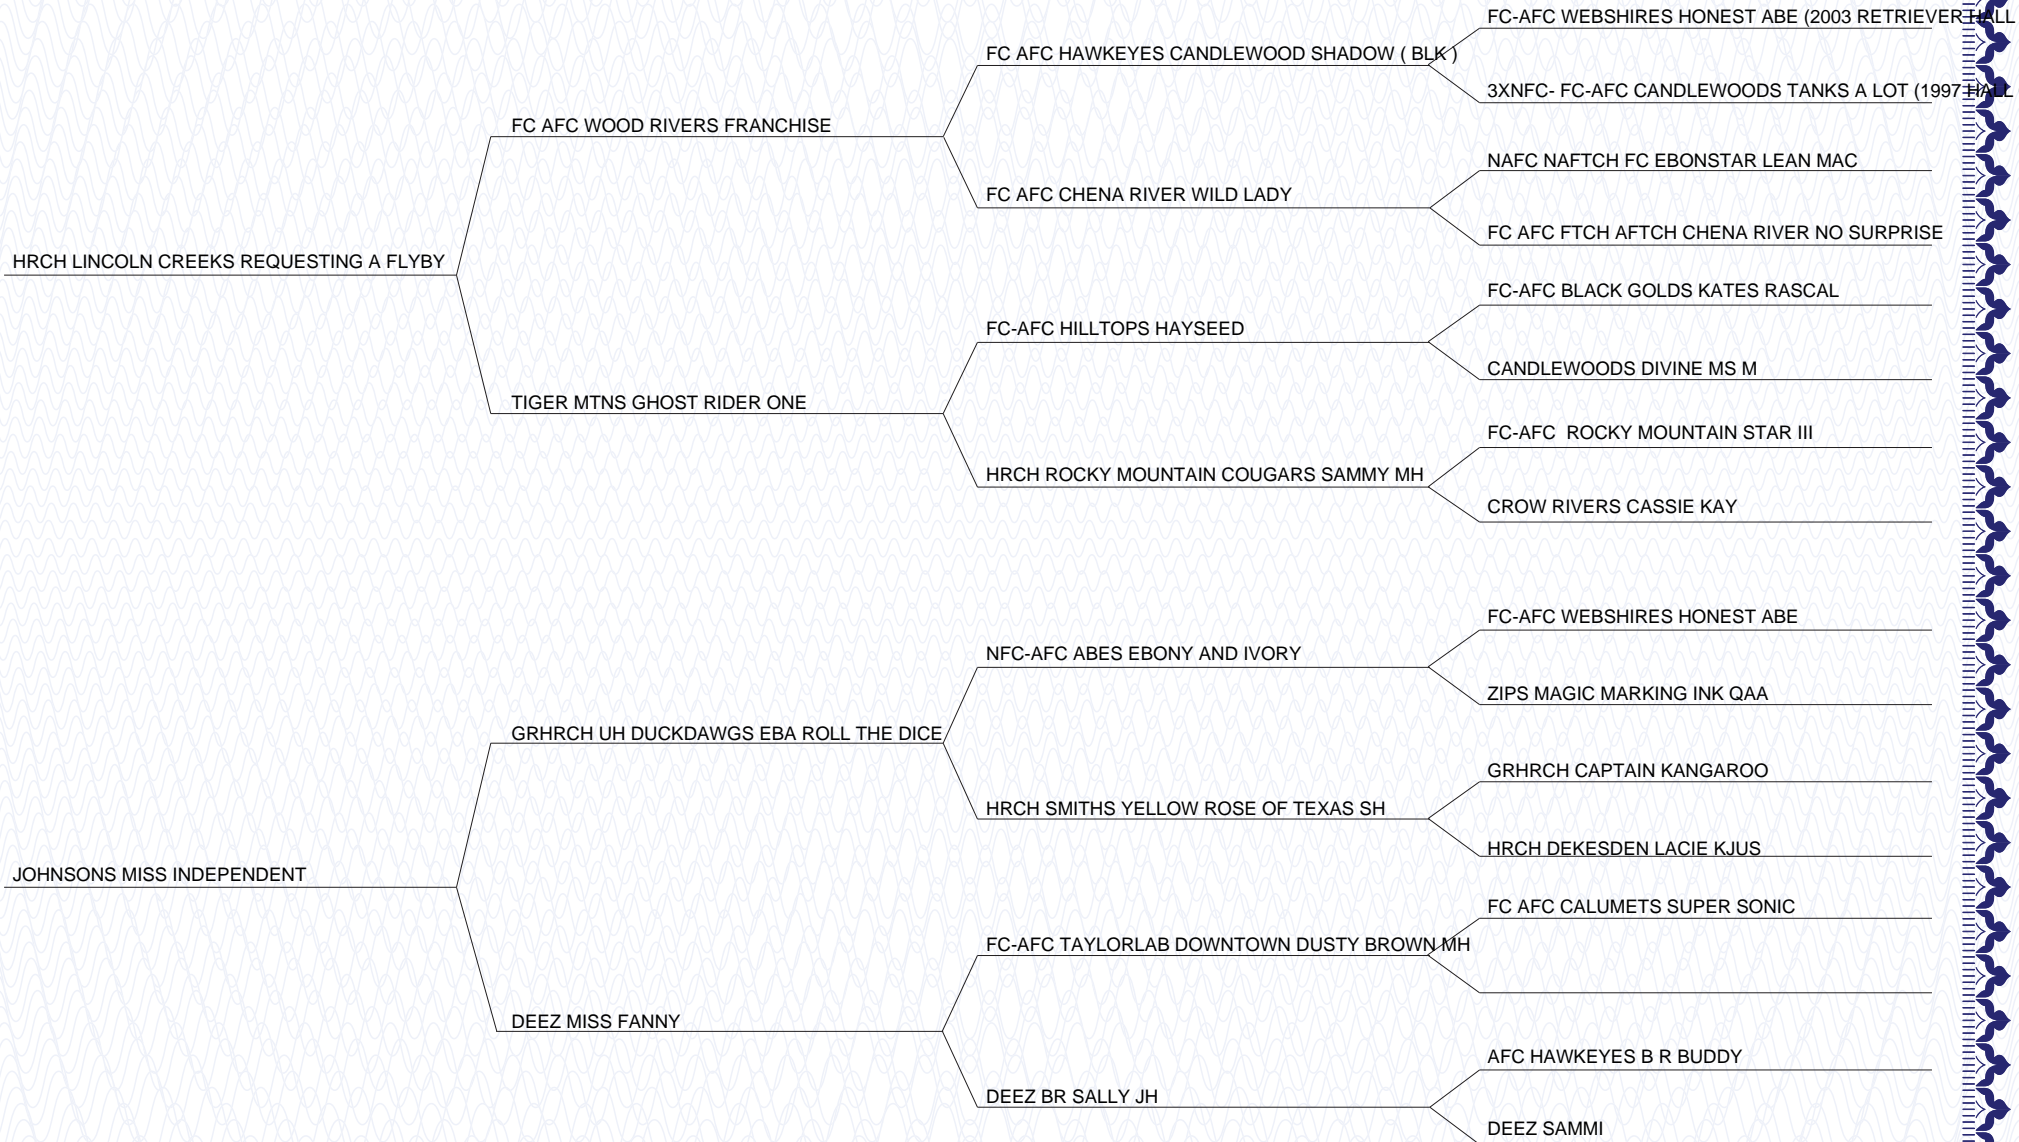 FC-AFC WEBSHIRES HONEST ABE (2003 RETRIEVER HALL
FC AFC HAWKEYES CANDLEWOOD SHADOW ( BLK )
3XNFC- FC-AFC CANDLEWOODS TANKS A LOT (1997 HALL
FC AFC WOOD RIVERS FRANCHISE
NAFC NAFTCH FC EBONSTAR LEAN MAC
FC AFC CHENA RIVER WILD LADY
FC AFC FTCH AFTCH CHENA RIVER NO SURPRISE
HRCH LINCOLN CREEKS REQUESTING A FLYBY
FC-AFC BLACK GOLDS KATES RASCAL
FC-AFC HILLTOPS HAYSEED
CANDLEWOODS DIVINE MS M
TIGER MTNS GHOST RIDER ONE
FC-AFC  ROCKY MOUNTAIN STAR III
HRCH ROCKY MOUNTAIN COUGARS SAMMY MH
CROW RIVERS CASSIE KAY
FC-AFC WEBSHIRES HONEST ABE
NFC-AFC ABES EBONY AND IVORY
ZIPS MAGIC MARKING INK QAA
GRHRCH UH DUCKDAWGS EBA ROLL THE DICE
GRHRCH CAPTAIN KANGAROO
HRCH SMITHS YELLOW ROSE OF TEXAS SH
HRCH DEKESDEN LACIE KJUS
JOHNSONS MISS INDEPENDENT
FC AFC CALUMETS SUPER SONIC
FC-AFC TAYLORLAB DOWNTOWN DUSTY BROWN MH
DEEZ MISS FANNY
AFC HAWKEYES B R BUDDY
DEEZ BR SALLY JH
DEEZ SAMMI